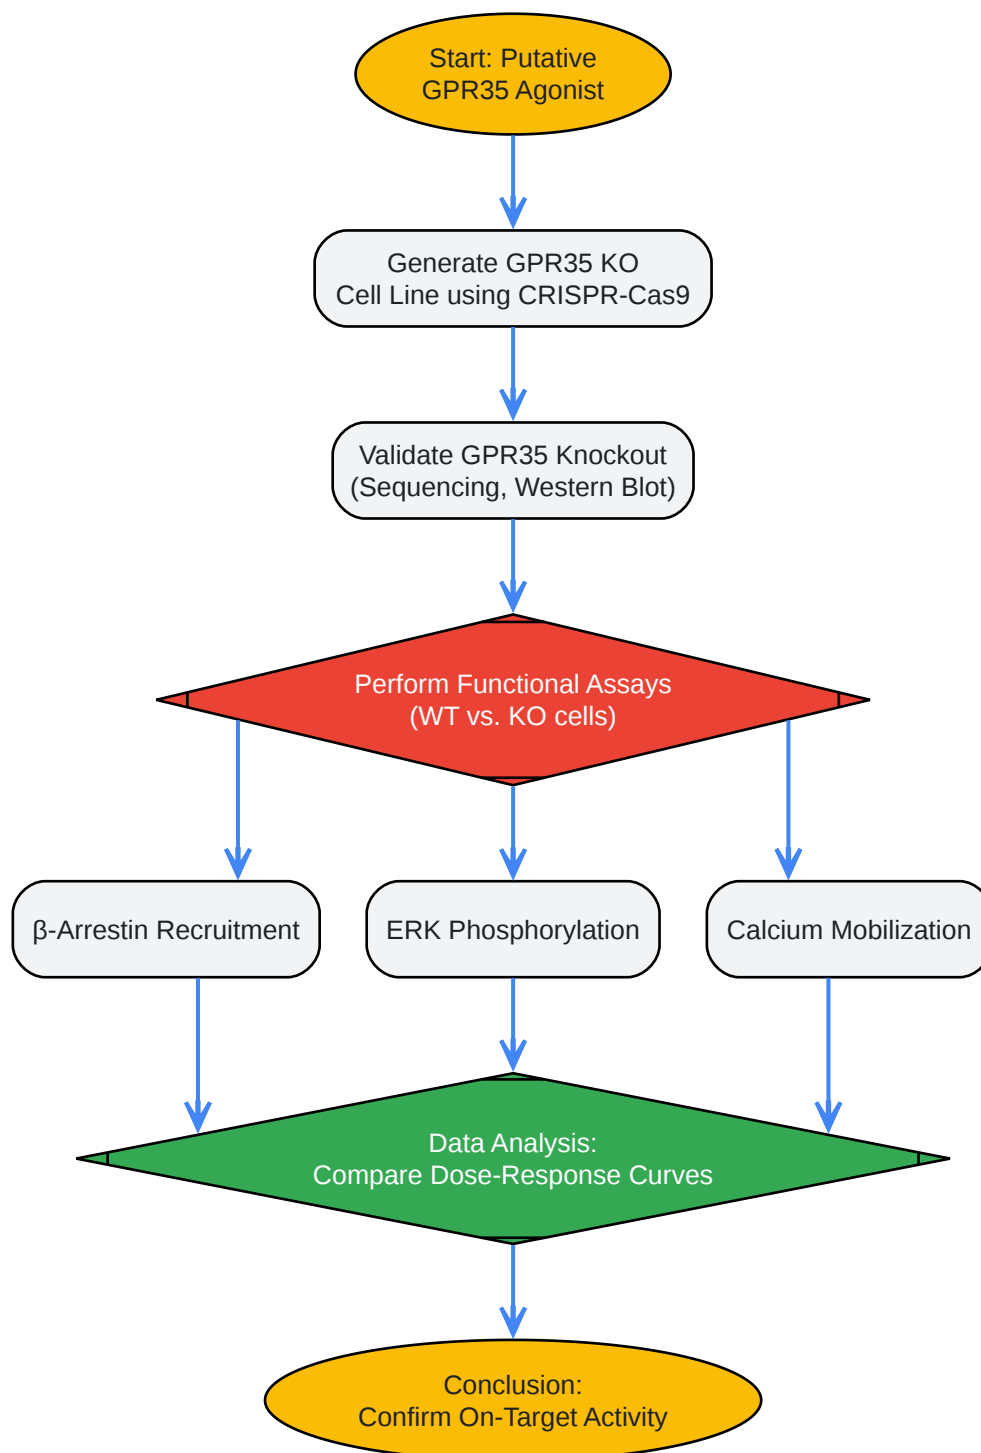 Start: Putative
GPR35 Agonist
Generate GPR35 KO
Cell Line using CRISPR-Cas9
Validate GPR35 Knockout
(Sequencing, Western Blot)
Perform Functional Assays
(WT vs. KO cells)
β-Arrestin Recruitment
ERK Phosphorylation
Calcium Mobilization
Data Analysis:
Compare Dose-Response Curves
Conclusion:
Confirm On-Target Activity